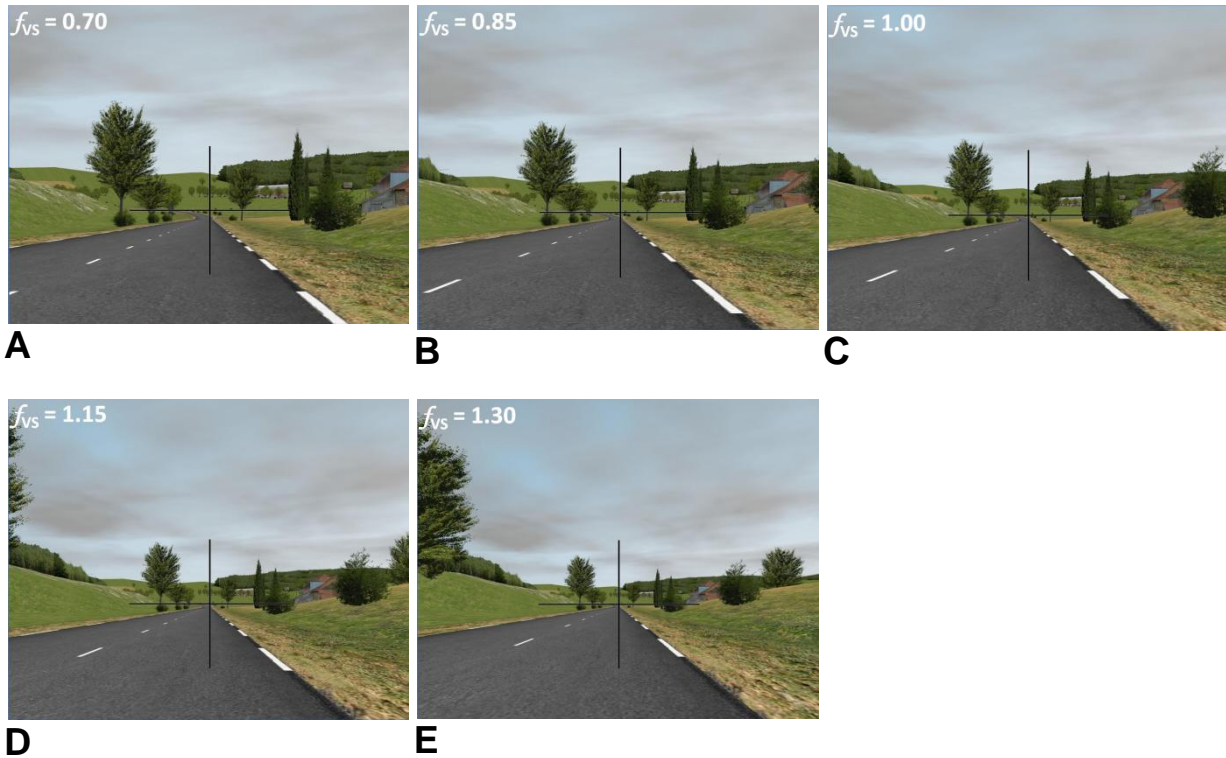 fVS = 0.70
fVS = 0.85
fVS = 1.00
A
B
C
fVS = 1.15
fVS = 1.30
D
E